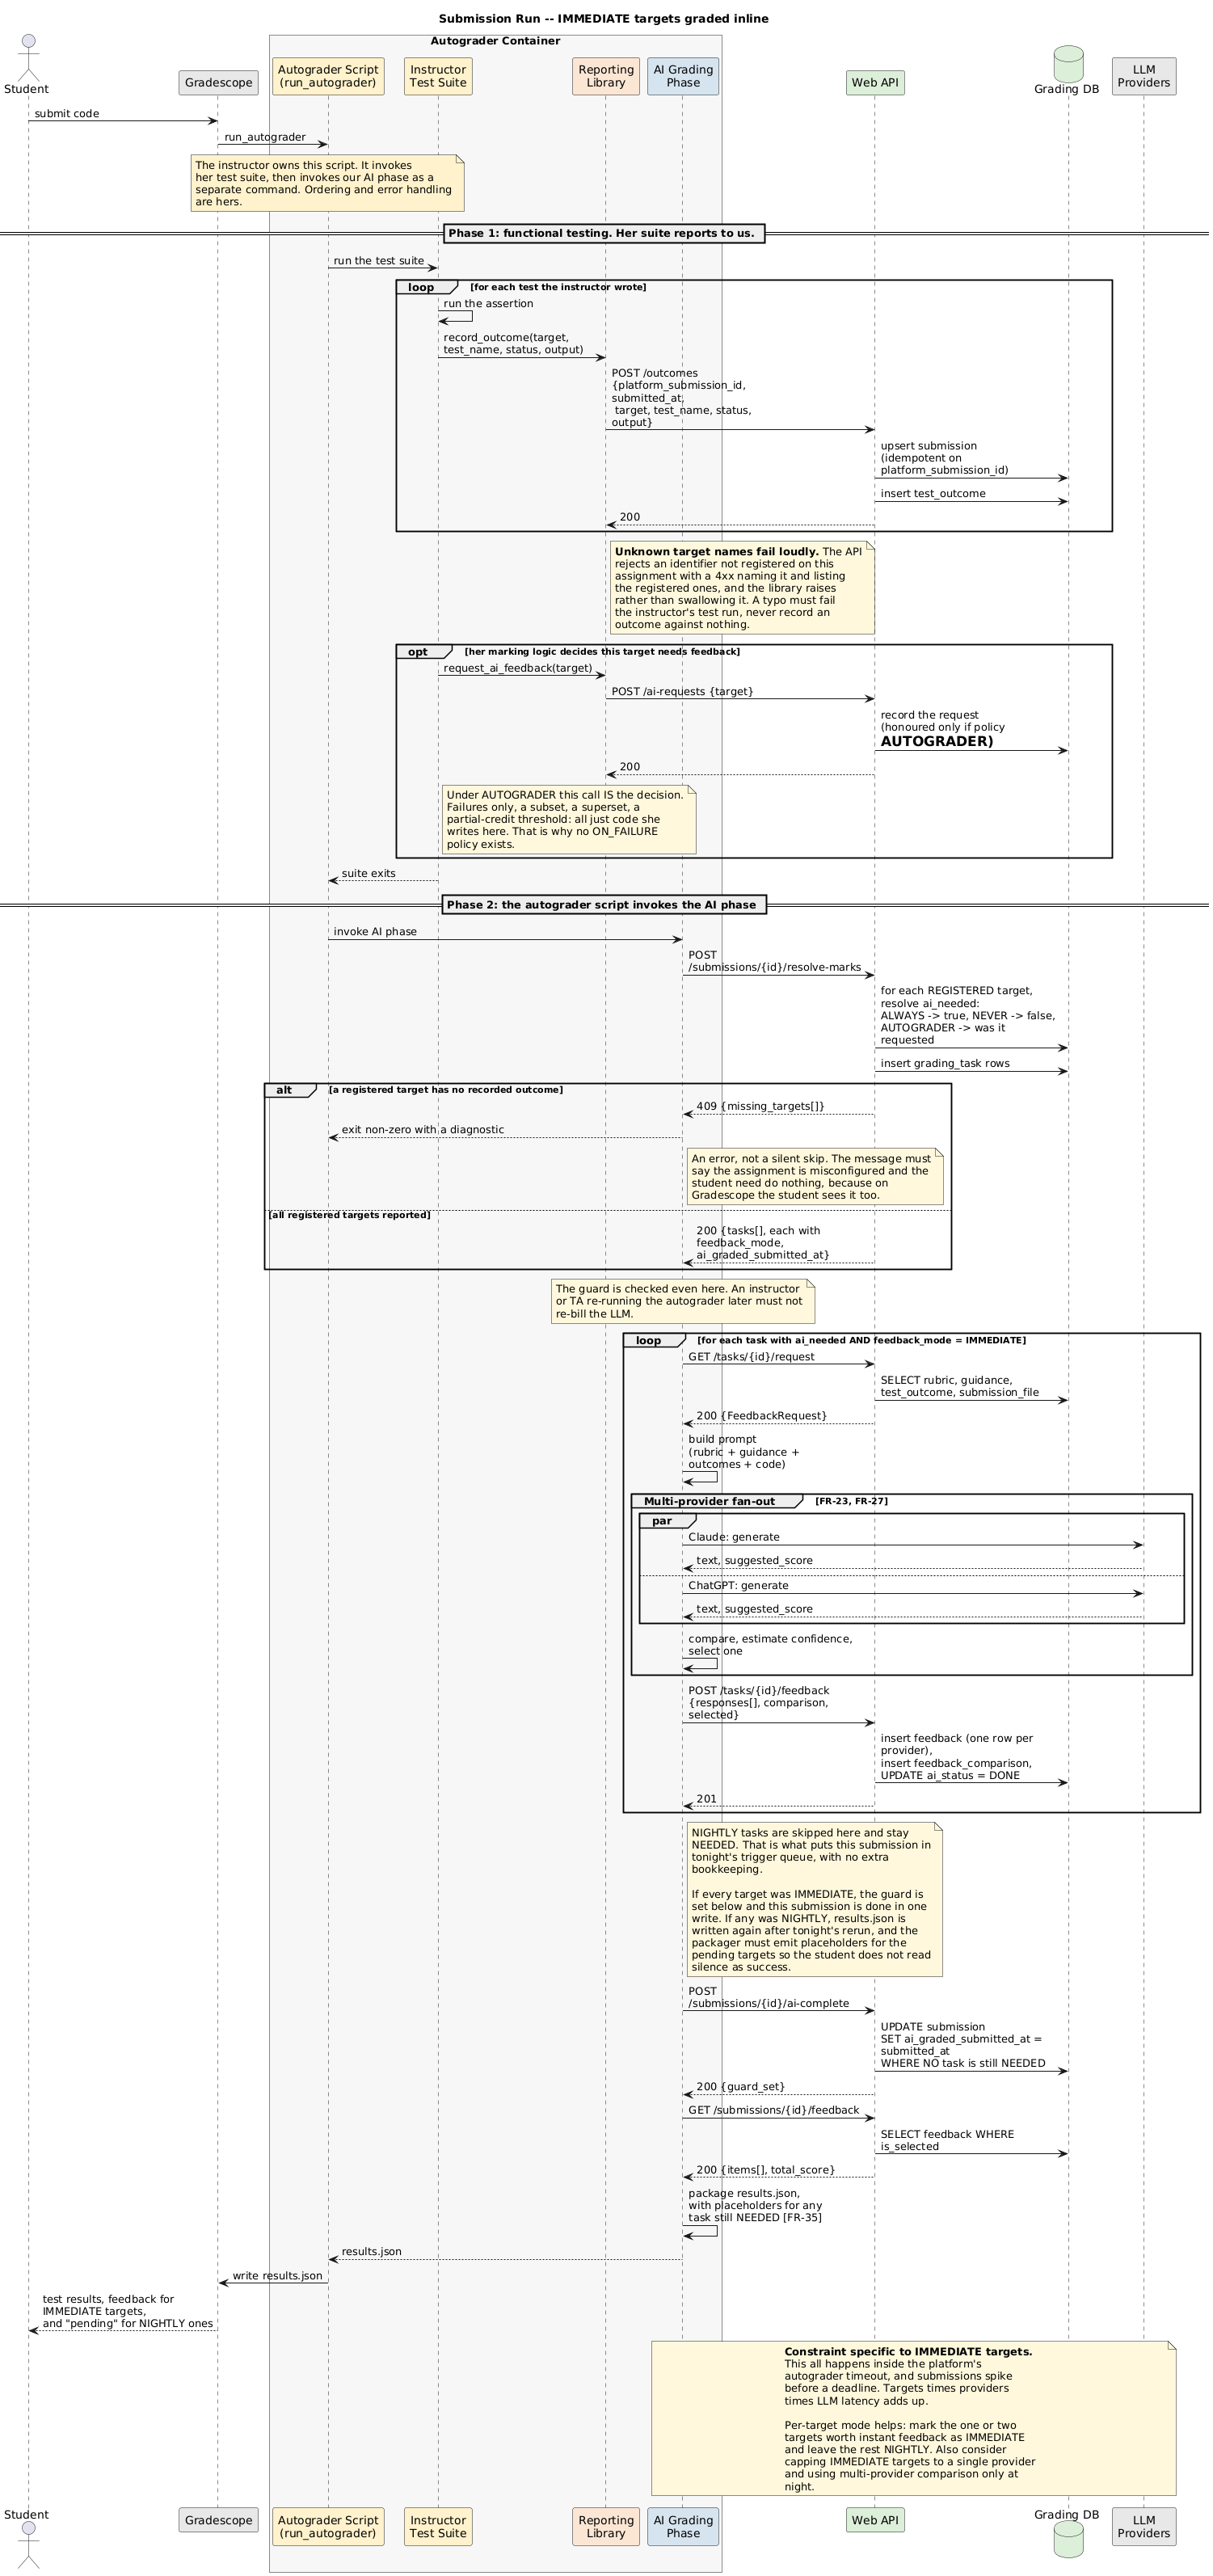 Submission Run -- IMMEDIATE targets graded inline
Autograder Container
Student
Gradescope
Autograder Script
(run_autograder)
Instructor
Test Suite
Reporting
Library
AI Grading
Phase
Web API
Grading DB
LLM
Providers
submit code
run_autograder
The instructor owns this script. It invokes
her test suite, then invokes our AI phase as a
separate command. Ordering and error handling
are hers.
Phase 1: functional testing. Her suite reports to us.
run the test suite
loop
[for each test the instructor wrote]
run the assertion
record_outcome(target,
test_name, status, output)
POST /outcomes
{platform_submission_id,
submitted_at,
target, test_name, status,
output}
upsert submission
(idempotent on
platform_submission_id)
insert test_outcome
200
Unknown target names fail loudly. The API
rejects an identifier not registered on this
assignment with a 4xx naming it and listing
the registered ones, and the library raises
rather than swallowing it. A typo must fail
the instructor's test run, never record an
outcome against nothing.
opt
[her marking logic decides this target needs feedback]
request_ai_feedback(target)
POST /ai-requests {target}
record the request
(honoured only if policy
AUTOGRADER)
200
Under AUTOGRADER this call IS the decision.
Failures only, a subset, a superset, a
partial-credit threshold: all just code she
writes here. That is why no ON_FAILURE
policy exists.
suite exits
Phase 2: the autograder script invokes the AI phase
invoke AI phase
POST
/submissions/{id}/resolve-marks
for each REGISTERED target,
resolve ai_needed:
ALWAYS -> true, NEVER -> false,
AUTOGRADER -> was it
requested
insert grading_task rows
alt
[a registered target has no recorded outcome]
409 {missing_targets[]}
exit non-zero with a diagnostic
An error, not a silent skip. The message must
say the assignment is misconfigured and the
student need do nothing, because on
Gradescope the student sees it too.
[all registered targets reported]
200 {tasks[], each with
feedback_mode,
ai_graded_submitted_at}
The guard is checked even here. An instructor
or TA re-running the autograder later must not
re-bill the LLM.
loop
[for each task with ai_needed AND feedback_mode = IMMEDIATE]
GET /tasks/{id}/request
SELECT rubric, guidance,
test_outcome, submission_file
200 {FeedbackRequest}
build prompt
(rubric + guidance +
outcomes + code)
Multi-provider fan-out
[FR-23, FR-27]
par
Claude: generate
text, suggested_score
ChatGPT: generate
text, suggested_score
compare, estimate confidence,
select one
POST /tasks/{id}/feedback
{responses[], comparison,
selected}
insert feedback (one row per
provider),
insert feedback_comparison,
UPDATE ai_status = DONE
201
NIGHTLY tasks are skipped here and stay
NEEDED. That is what puts this submission in
tonight's trigger queue, with no extra
bookkeeping.
If every target was IMMEDIATE, the guard is
set below and this submission is done in one
write. If any was NIGHTLY, results.json is
written again after tonight's rerun, and the
packager must emit placeholders for the
pending targets so the student does not read
silence as success.
POST
/submissions/{id}/ai-complete
UPDATE submission
SET ai_graded_submitted_at =
submitted_at
WHERE NO task is still NEEDED
200 {guard_set}
GET /submissions/{id}/feedback
SELECT feedback WHERE
is_selected
200 {items[], total_score}
package results.json,
with placeholders for any
task still NEEDED [FR-35]
results.json
write results.json
test results, feedback for
IMMEDIATE targets,
and "pending" for NIGHTLY ones
Constraint specific to IMMEDIATE targets.
This all happens inside the platform's
autograder timeout, and submissions spike
before a deadline. Targets times providers
times LLM latency adds up.
Per-target mode helps: mark the one or two
targets worth instant feedback as IMMEDIATE
and leave the rest NIGHTLY. Also consider
capping IMMEDIATE targets to a single provider
and using multi-provider comparison only at
night.
Student
Gradescope
Autograder Script
(run_autograder)
Instructor
Test Suite
Reporting
Library
AI Grading
Phase
Web API
Grading DB
LLM
Providers